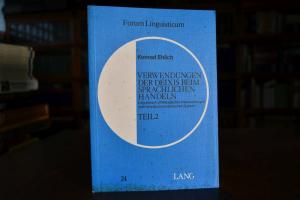 Forum Linguisticum
Konrad Ehlich
VERWENDUNGEN
DER DEIXIS BEIM
SPRACHLICHEN
HANDELN
TEIL 2
24
LANG